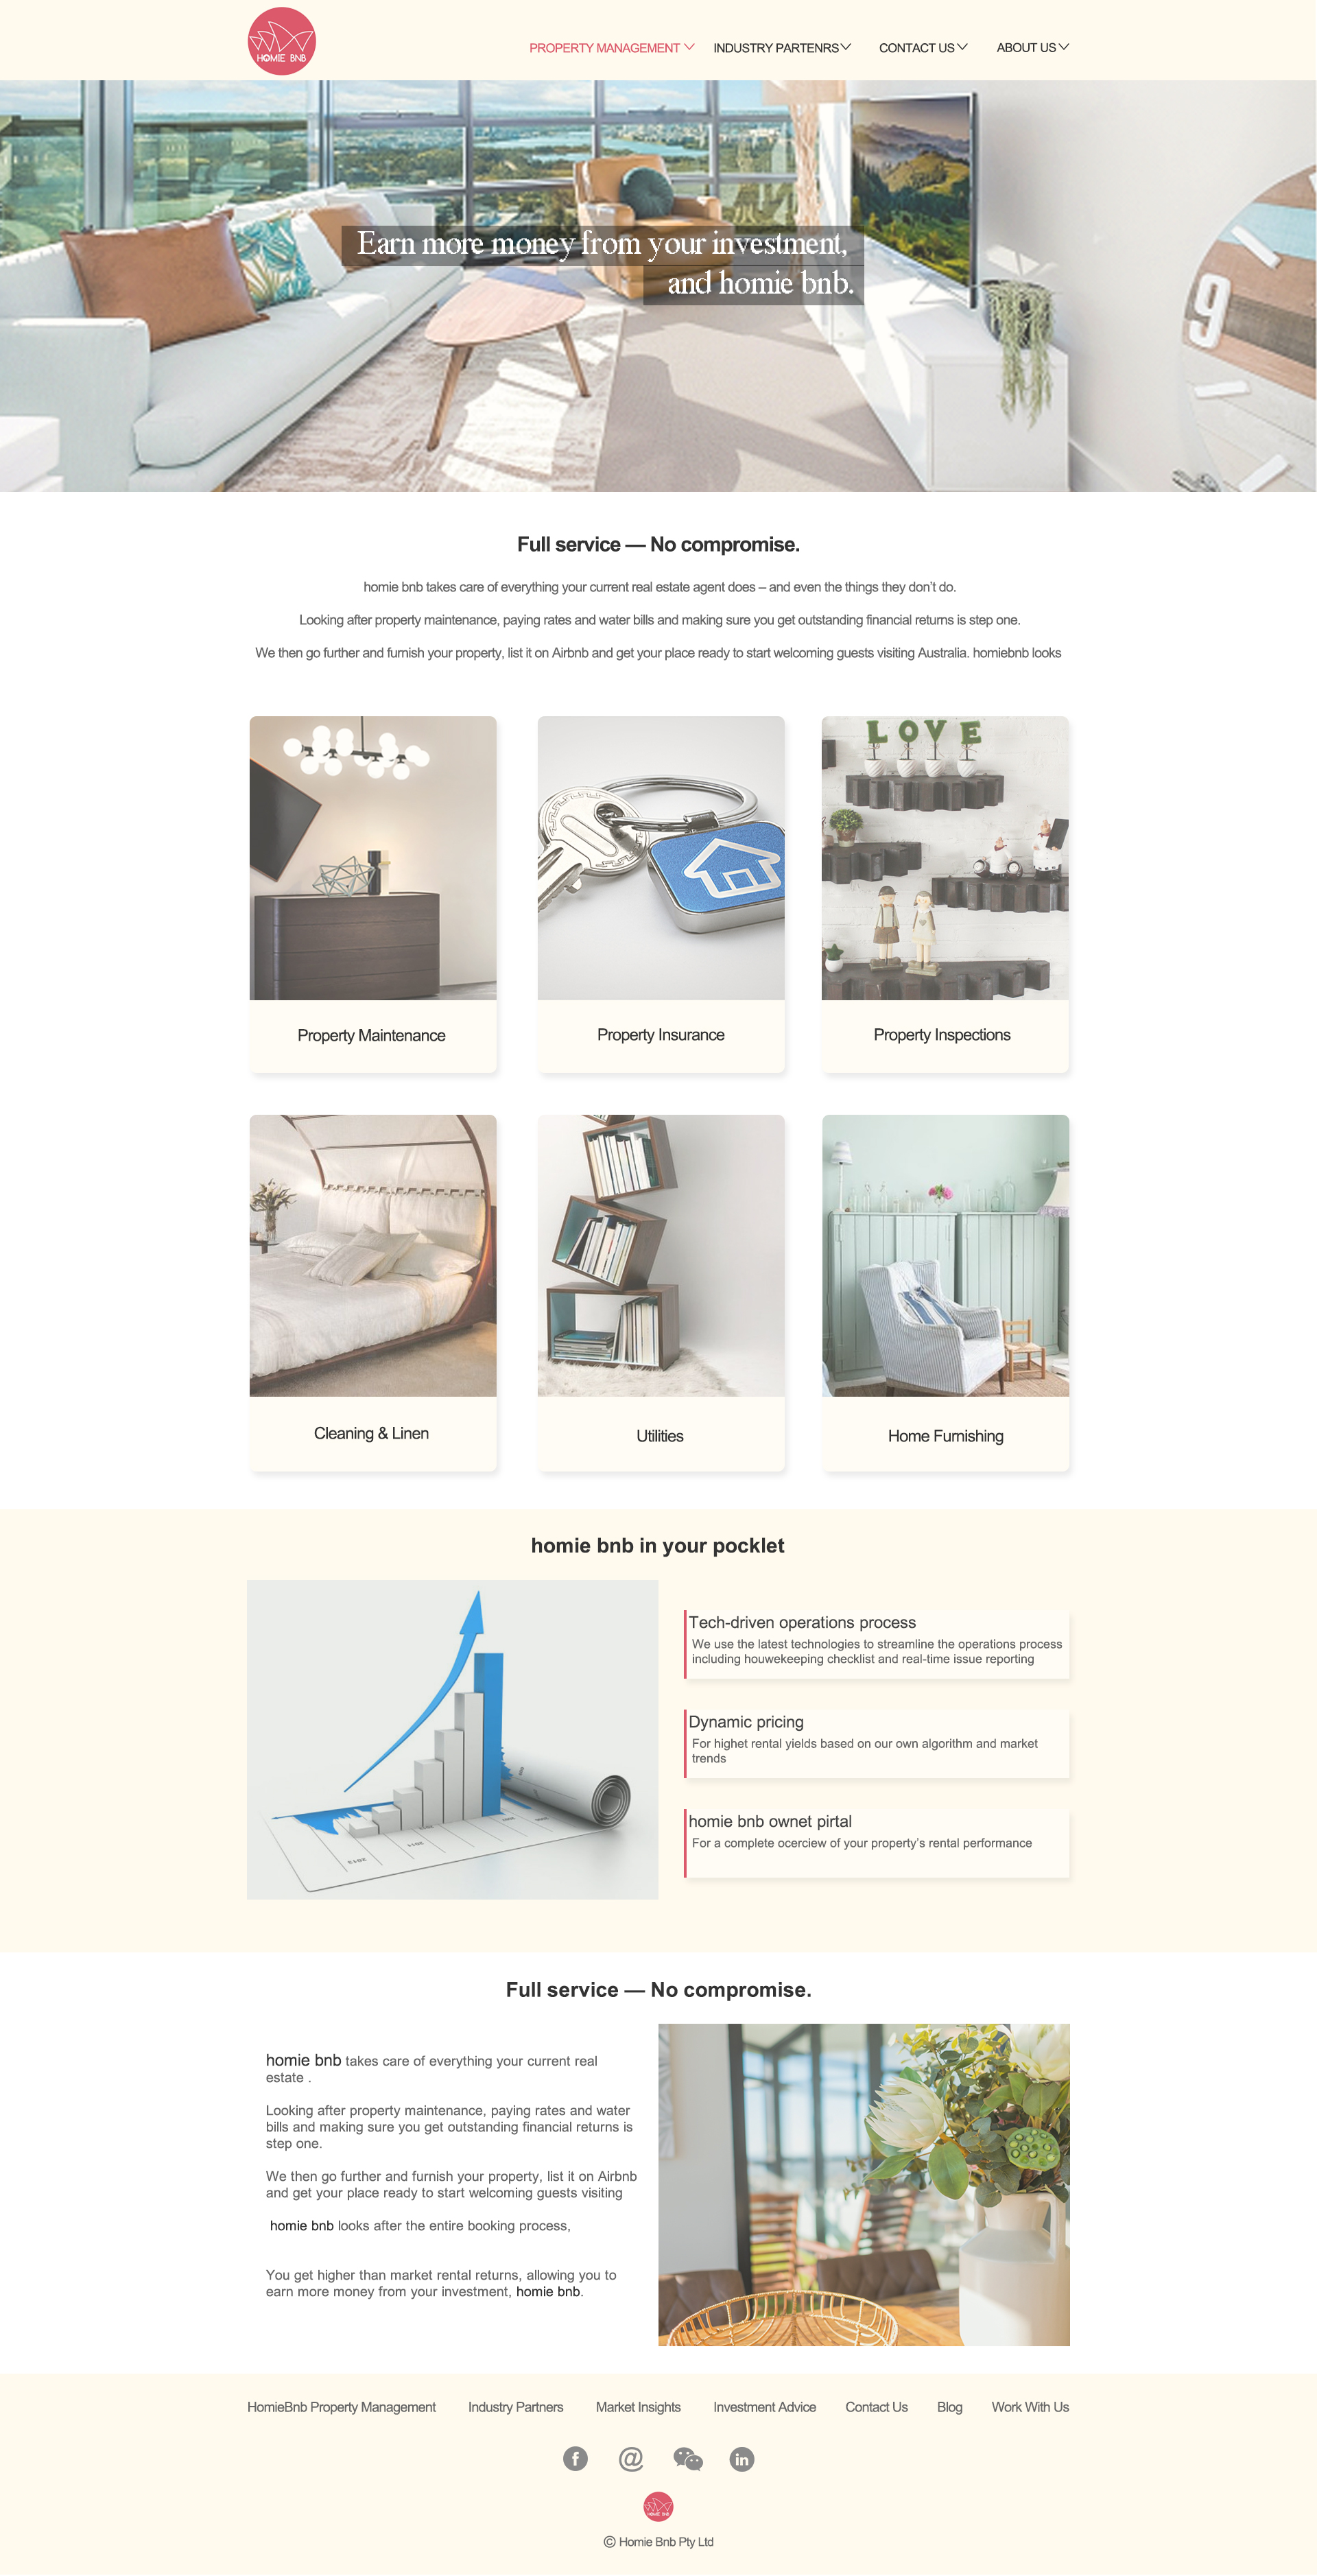 HOMIE BNB
PROPERTY MANAGEMENT
INDUSTRY PARTENRS
CONTACT US
ABOUT US
Earn more money from your investment,
and homie bnb.
9
Full service — No compromise.
homie bnb takes care of everything your current real estate agent does – and even the things they don't do.
Looking after property maintenance, paying rates and water bills and making sure you get outstanding financial returns is step one.
We then go further and furnish your property, list it on Airbnb and get your place ready to start welcoming guests visiting Australia. homiebnb looks
LOVE
Property Maintenance
Property Insurance
Property Inspections
Cleaning & Linen
Utilities
Home Furnishing
homie bnb in your pocklet
Tech-driven operations process
We use the latest technologies to streamline the operations process
including houwekeeping checklist and real-time issue reporting
Dynamic pricing
For highet rental yields based on our own algorithm and market
trends
homie bnb ownet pirtal
For a complete ocerciew of your property's rental performance
Full service — No compromise.
homie bnb takes care of everything your current real
estate .
Looking after property maintenance, paying rates and water
bills and making sure you get outstanding financial returns is
step one.
We then go further and furnish your property, list it on Airbnb
and get your place ready to start welcoming guests visiting
homie bnb looks after the entire booking process,
You get higher than market rental returns, allowing you to
earn more money from your investment, homie bnb.
HomieBnb Property Management
Industry Partners
Market Insights
Investment Advice
Contact Us
Blog
Work With Us
HOMIE BNB
© Homie Bnb Pty Ltd